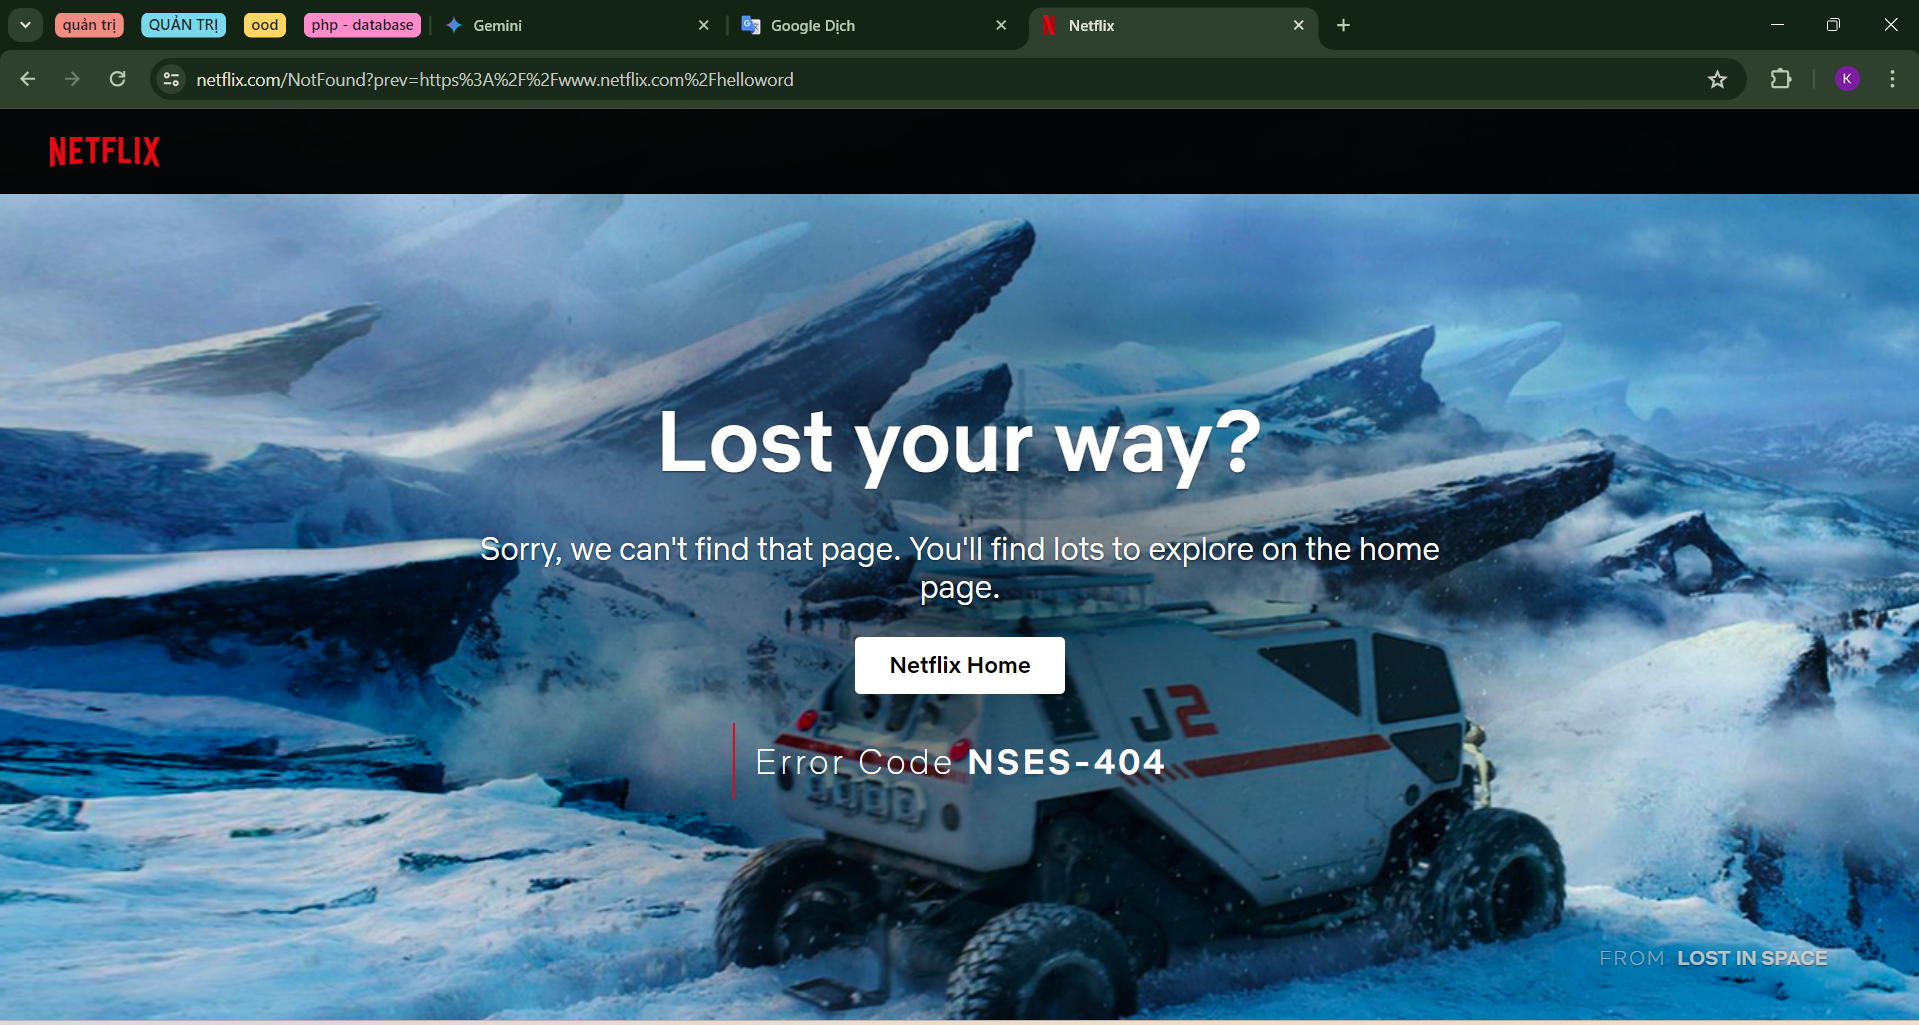 quản trị
QUẢN TRỊ
ood
php - database
Gemini
Google Dịch
Netflix
netflix.com/NotFound?prev=https%3A%2F%2Fwww.netflix.com%2Fhelloword
K
NETFLIX
Lost your way?
Sorry, we can't find that page. You'll find lots to explore on the home
page.
Netflix Home
J2
Error Code NSES-404
FROM LOST IN SPACE